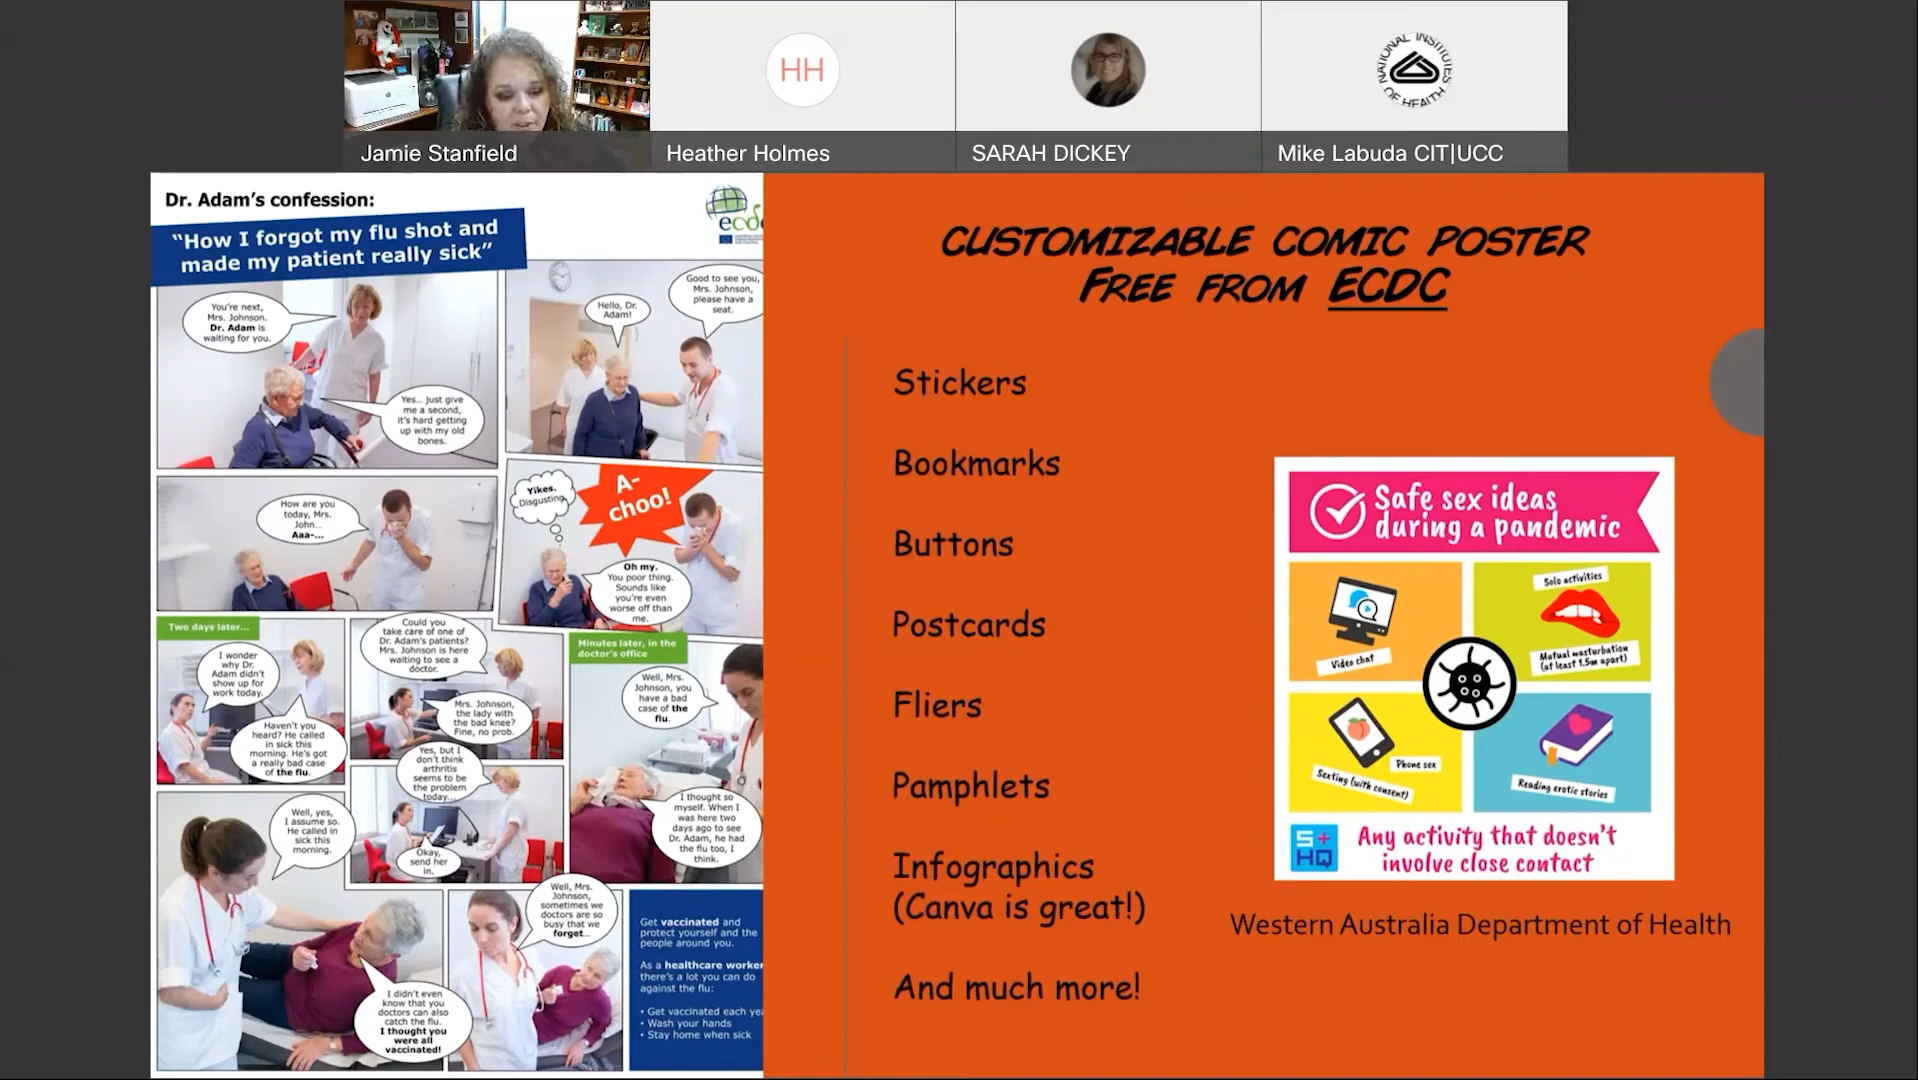 HH
NATIONAL INSTITUTES
OF HEALTH
Jamie Stanfield
Heather Holmes
SARAH DICKEY
Mike Labuda CIT|UCC
Dr. Adam's confession:
"How I forgot my flu shot and
made my patient really sick"
You're next,
Mrs. Johnson.
Dr. Adam is
waiting for you.
Yes... just give
me a second,
it's hard getting
up with my old
bones.
Hello, Dr.
Adam!
Good to see you,
Mrs. Johnson,
please have a
seat.
How are you
today, Mrs.
John...
Aaa-...
Yikes.
Disgusting.
A-
choo!
Oh my.
You poor thing.
Sounds like
you're even
worse off than
me.
Two days later...
I wonder
why Dr.
Adam didn't
show up for
work today.
Haven't you
heard? He called
in sick this
morning. He's got
a really bad case
of the flu.
Could you
take care of one of
Dr. Adam's patients?
Mrs. Johnson is here
waiting to see a
doctor.
Mrs. Johnson,
the lady with
the bad knee?
Fine, no prob.
Yes, but I
don't think
arthritis
seems to be
the problem
today...
Okay,
send her
in.
Minutes later, in the
doctor's office
Well, Mrs.
Johnson, you
have a bad
case of the
flu.
I thought so
myself. When I
was here two
days ago to see
Dr. Adam, he had
the flu too, I
think.
Well, yes,
I assume so.
He called in
sick this
morning.
I didn't even
know that you
doctors can also
catch the flu.
I thought you
were all
vaccinated!
Well, Mrs.
Johnson,
sometimes we
doctors are so
busy that we
forget...
Get vaccinated and
protect yourself and the
people around you.
As a healthcare worker
there's a lot you can do
against the flu:
• Get vaccinated each yea
• Wash your hands
• Stay home when sick
CUSTOMIZABLE COMIC POSTER
FREE FROM ECDC
Stickers
Bookmarks
Buttons
Postcards
Fliers
Pamphlets
Infographics
(Canva is great!)
And much more!
Safe sex ideas
during a pandemic
Video chat
Solo activities
Mutual masturbation
(at least 1.5m apart)
Phone sex
Sexting (with consent)
Reading erotic stories
S+
HQ
Any activity that doesn't
involve close contact
Western Australia Department of Health